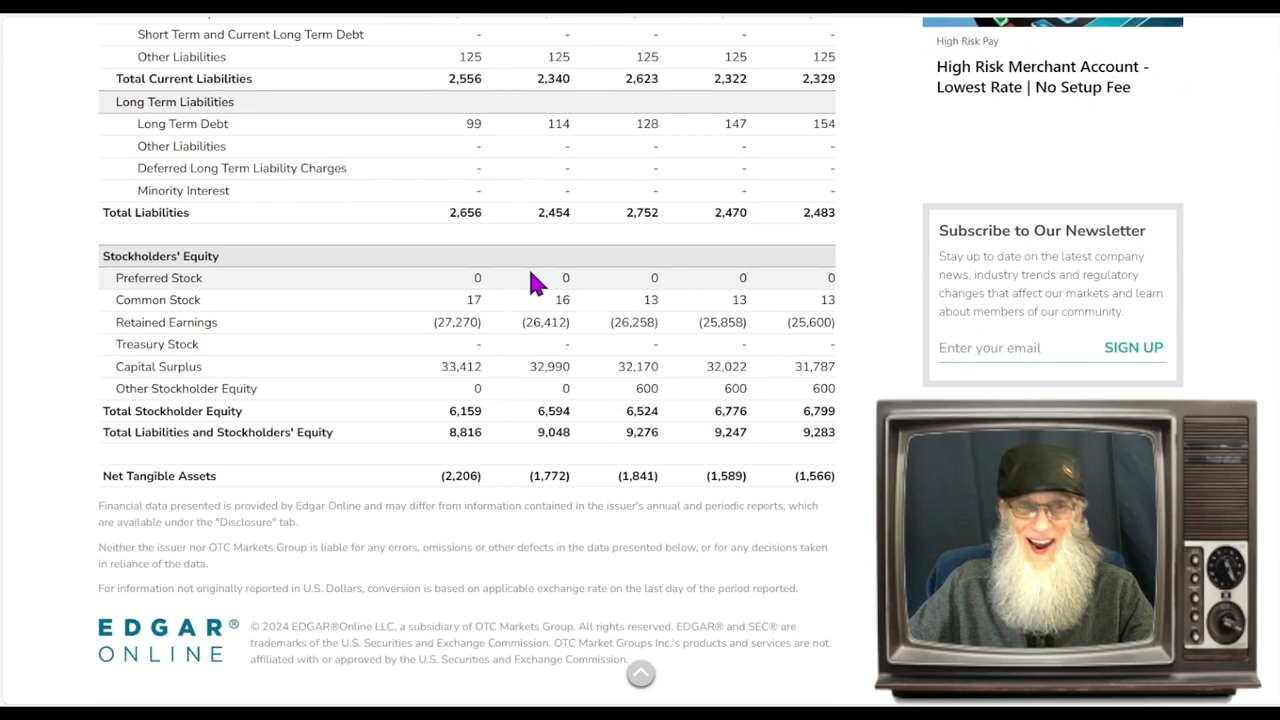 Short Term and Current Long Term Debt - - - - -
Other Liabilities 125 125 125 125 125
Total Current Liabilities 2,556 2,340 2,623 2,322 2,329
Long Term Liabilities
Long Term Debt 99 114 128 147 154
Other Liabilities - - - - -
Deferred Long Term Liability Charges - - - - -
Minority Interest - - - - -
Total Liabilities 2,656 2,454 2,752 2,470 2,483
Stockholders' Equity
Preferred Stock 0 0 0 0 0
Common Stock 17 16 13 13 13
Retained Earnings (27,270) (26,412) (26,258) (25,858) (25,600)
Treasury Stock - - - - -
Capital Surplus 33,412 32,990 32,170 32,022 31,787
Other Stockholder Equity 0 0 600 600 600
Total Stockholder Equity 6,159 6,594 6,524 6,776 6,799
Total Liabilities and Stockholders' Equity 8,816 9,048 9,276 9,247 9,283
Net Tangible Assets (2,206) (1,772) (1,841) (1,589) (1,566)
Financial data presented is provided by Edgar Online and may differ from information contained in the issuer's annual and periodic reports, which
are available under the "Disclosure" tab.
Neither the issuer nor OTC Markets Group is liable for any errors, omissions or other defects in the data presented below, or for any decisions taken
in reliance of the data.
For information not originally reported in U.S. Dollars, conversion is based on applicable exchange rate on the last day of the period reported.
EDGAR®
ONLINE
© 2024 EDGAR®Online LLC, a subsidiary of OTC Markets Group. All rights reserved. EDGAR® and SEC® are
trademarks of the U.S. Securities and Exchange Commission. OTC Market Groups Inc.'s products and services are not
affiliated with or approved by the U.S. Securities and Exchange Commission.
High Risk Pay
High Risk Merchant Account -
Lowest Rate | No Setup Fee
Subscribe to Our Newsletter
Stay up to date on the latest company
news, industry trends and regulatory
changes that affect our markets and learn
about members of our community.
Enter your email SIGN UP